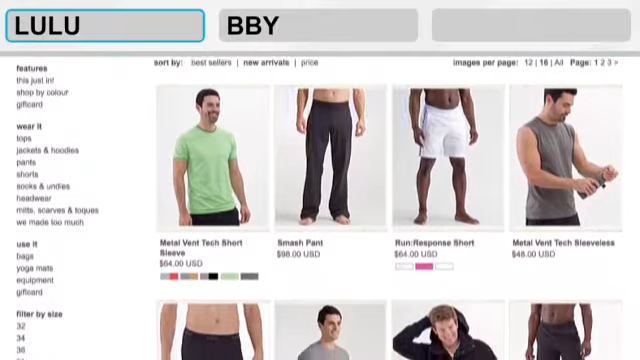 LULU
BBY
sort by: best sellers | new arrivals | price
images per page: 12 | 16 | All Page: 1 2 3 >
features
this just in!
shop by colour
giftcard
wear it
tops
jackets & hoodies
pants
shorts
socks & undies
headwear
mitts, scarves & toques
we made too much
use it
bags
yoga mats
equipment
giftcard
filter by size
32
34
36
Metal Vent Tech Short
Sleeve
$64.00 USD
Smash Pant
$98.00 USD
Run:Response Short
$64.00 USD
Metal Vent Tech Sleeveless
$48.00 USD